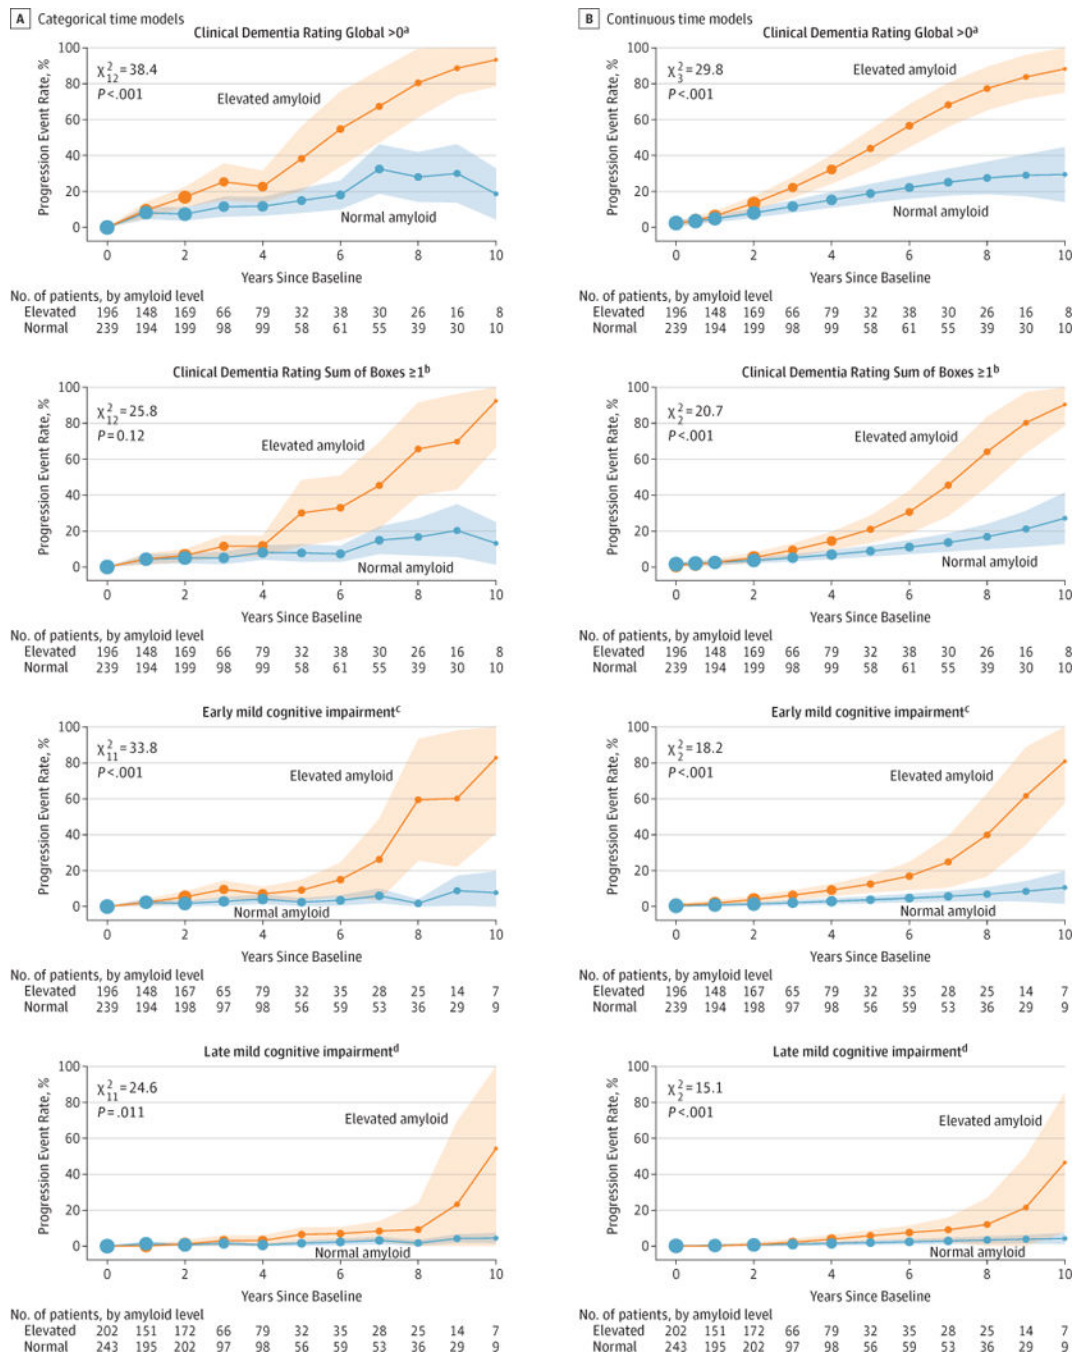 A Categorical time models
Clinical Dementia Rating Global >0ᵃ
Progression Event Rate, %
100
80
60
40
20
0
χ²₁₂=38.4
P<.001
Elevated amyloid
Normal amyloid
0 2 4 6 8 10
Years Since Baseline
No. of patients, by amyloid level
Elevated 196 148 169 66 79 32 38 30 26 16 8
Normal 239 194 199 98 99 58 61 55 39 30 10
Clinical Dementia Rating Sum of Boxes ≥1ᵇ
Progression Event Rate, %
100
80
60
40
20
0
χ²₁₂=25.8
P=0.12
Elevated amyloid
Normal amyloid
0 2 4 6 8 10
Years Since Baseline
No. of patients, by amyloid level
Elevated 196 148 169 66 79 32 38 30 26 16 8
Normal 239 194 199 98 99 58 61 55 39 30 10
Early mild cognitive impairmentᶜ
Progression Event Rate, %
100
80
60
40
20
0
χ²₁₁=33.8
P<.001
Elevated amyloid
Normal amyloid
0 2 4 6 8 10
Years Since Baseline
No. of patients, by amyloid level
Elevated 196 148 167 65 79 32 35 28 25 14 7
Normal 239 194 198 97 98 56 59 53 36 29 9
Late mild cognitive impairmentᵈ
Progression Event Rate, %
100
80
60
40
20
0
χ²₁₁=24.6
P=.011
Elevated amyloid
Normal amyloid
0 2 4 6 8 10
Years Since Baseline
No. of patients, by amyloid level
Elevated 202 151 172 66 79 32 35 28 25 14 7
Normal 243 195 202 97 98 56 59 53 36 29 9
B Continuous time models
Clinical Dementia Rating Global >0ᵃ
Progression Event Rate, %
100
80
60
40
20
0
χ²₃=29.8
P<.001
Elevated amyloid
Normal amyloid
0 2 4 6 8 10
Years Since Baseline
No. of patients, by amyloid level
Elevated 196 148 169 66 79 32 38 30 26 16 8
Normal 239 194 199 98 99 58 61 55 39 30 10
Clinical Dementia Rating Sum of Boxes ≥1ᵇ
Progression Event Rate, %
100
80
60
40
20
0
χ²₂=20.7
P<.001
Elevated amyloid
Normal amyloid
0 2 4 6 8 10
Years Since Baseline
No. of patients, by amyloid level
Elevated 196 148 169 66 79 32 38 30 26 16 8
Normal 239 194 199 98 99 58 61 55 39 30 10
Early mild cognitive impairmentᶜ
Progression Event Rate, %
100
80
60
40
20
0
χ²₂=18.2
P<.001
Elevated amyloid
Normal amyloid
0 2 4 6 8 10
Years Since Baseline
No. of patients, by amyloid level
Elevated 196 148 167 65 79 32 35 28 25 14 7
Normal 239 194 198 97 98 56 59 53 36 29 9
Late mild cognitive impairmentᵈ
Progression Event Rate, %
100
80
60
40
20
0
χ²₂=15.1
P<.001
Elevated amyloid
Normal amyloid
0 2 4 6 8 10
Years Since Baseline
No. of patients, by amyloid level
Elevated 202 151 172 66 79 32 35 28 25 14 7
Normal 243 195 202 97 98 56 59 53 36 29 9